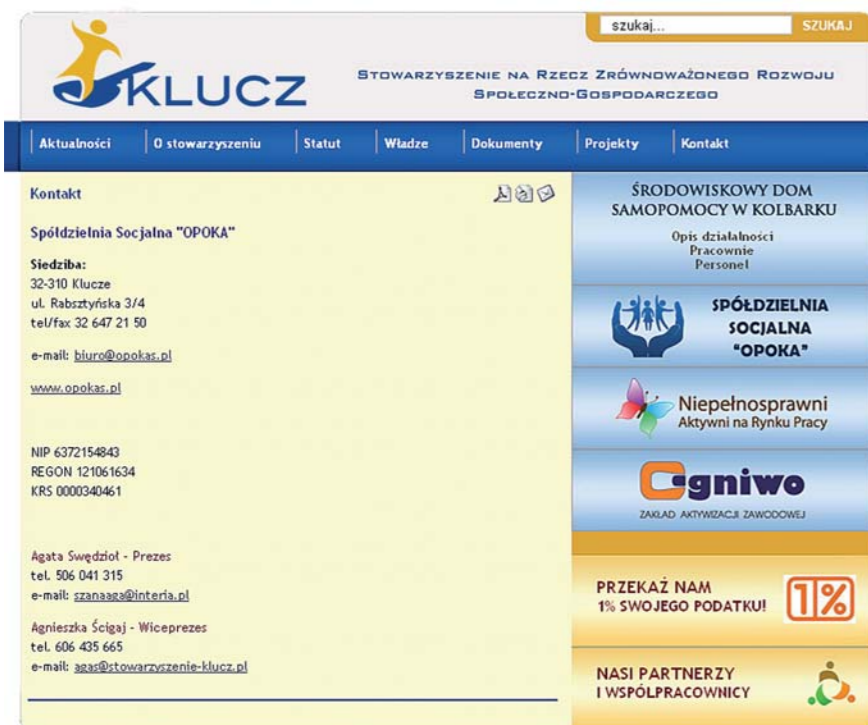 szukaj...
SZUKAJ
KLUCZ
Stowarzyszenie na Rzecz Zrównoważonego Rozwoju
Społeczno-Gospodarczego
Aktualności
O stowarzyszeniu
Statut
Władze
Dokumenty
Projekty
Kontakt
Kontakt
Spółdzielnia Socjalna "OPOKA"
Siedziba:
32-310 Klucze
ul. Rabsztyńska 3/4
tel/fax 32 647 21 50
e-mail: biuro@opokas.pl
www.opokas.pl
NIP 6372154843
REGON 121061634
KRS 0000340461
Agata Swędzioł - Prezes
tel. 506 041 315
e-mail: szanaaga@interia.pl
Agnieszka Ścigaj - Wiceprezes
tel. 606 435 665
e-mail: agas@stowarzyszenie-klucz.pl
ŚRODOWISKOWY DOM
SAMOPOMOCY W KOLBARKU
Opis działalności
Pracownie
Personel
SPÓŁDZIELNIA
SOCJALNA
"OPOKA"
Niepełnosprawni
Aktywni na Rynku Pracy
Ogniwo
ZAKŁAD AKTYWIZACJI ZAWODOWEJ
PRZEKAŻ NAM
1% SWOJEGO PODATKU!
1%
NASI PARTNERZY
I WSPÓŁPRACOWNICY